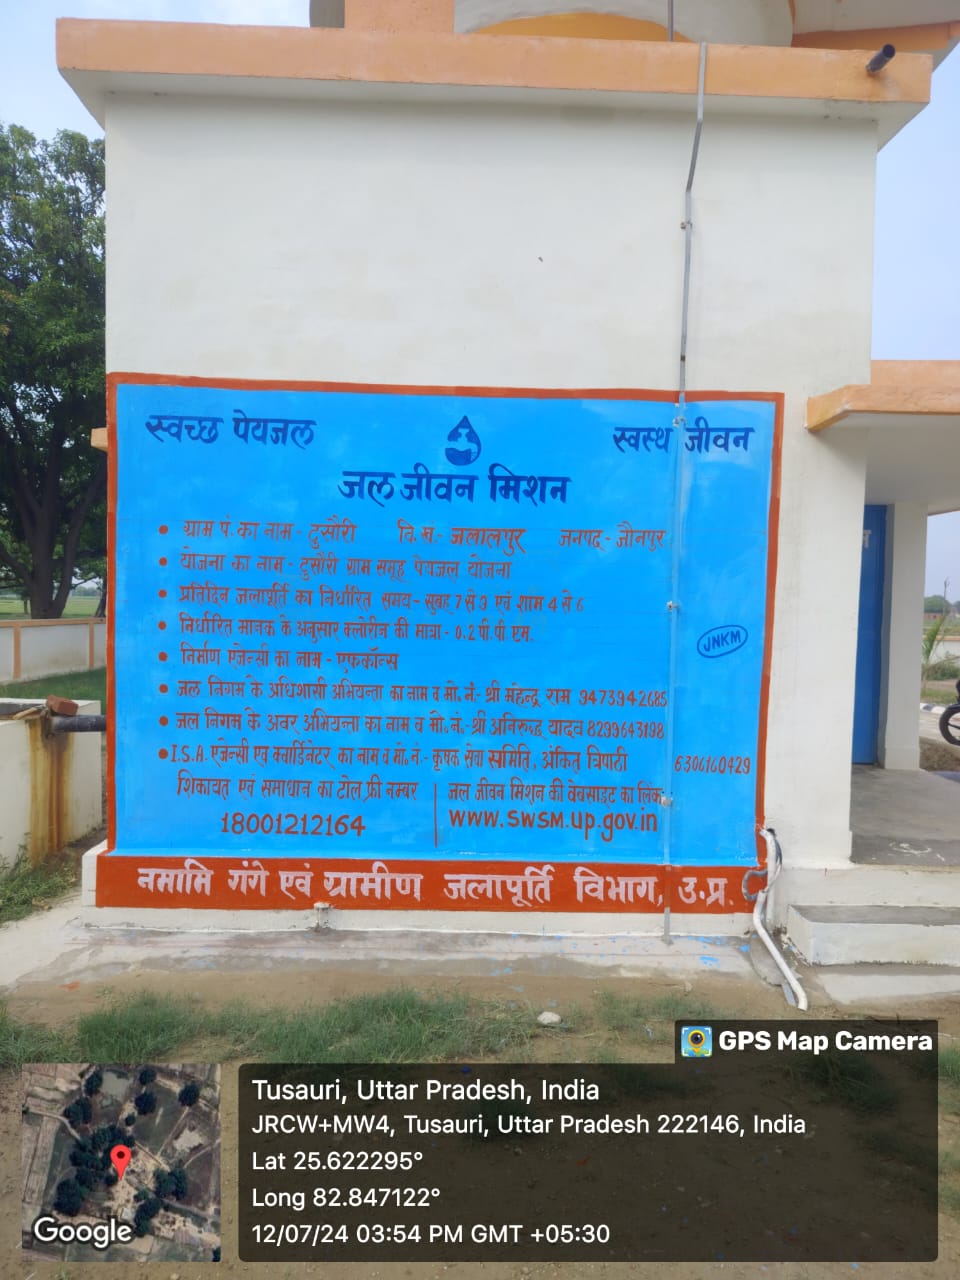 स्वच्छ पेयजल स्वस्थ जीवन
जल जीवन मिशन
• ग्राम पं. का नाम - टुसौरी वि.ख.- जलालपुर जनपद - जौनपुर
• योजना का नाम - टुसौरी ग्राम समूह पेयजल योजना
• प्रतिदिन जलापूर्ति का निर्धारित समय - सुबह 7 से 9 एवं शाम 4 से 6
• निर्धारित मानक के अनुसार क्लोरीन की मात्रा - 0.2 पी.पी.एम.
• निर्माण एजेन्सी का नाम - एफकॉन्स
JNKM
• जल निगम के अधिशासी अभियन्ता का नाम व मो. नं.- श्री महेन्द्र राम 9473942685
• जल निगम के अवर अभियन्ता का नाम व मो. नं.- श्री अनिरुद्ध यादव 8299643198
• I.S.A. एजेन्सी एवं क्वार्डिनेटर का नाम व मो. नं.- कृषक सेवा समिति, अंकित त्रिपाठी 6306160429
शिकायत एवं समाधान का टोल फ्री नम्बर
18001212164
जल जीवन मिशन की वेबसाइट का लिंक
www.swsm.up.gov.in
नमामि गंगे एवं ग्रामीण जलापूर्ति विभाग, उ.प्र.
GPS Map Camera
Tusauri, Uttar Pradesh, India
JRCW+MW4, Tusauri, Uttar Pradesh 222146, India
Lat 25.622295°
Long 82.847122°
12/07/24 03:54 PM GMT +05:30
Google